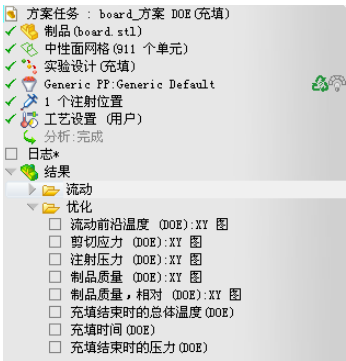 方案任务 : board_方案 DOE(充填)
制品(board.stl)
中性面网格(911 个单元)
实验设计(充填)
Generic PP:Generic Default
1 个注射位置
工艺设置 (用户)
分析:完成
日志*
结果
流动
优化
流动前沿温度 (DOE):XY 图
剪切应力 (DOE):XY 图
注射压力 (DOE):XY 图
制品质量 (DOE):XY 图
制品质量，相对 (DOE):XY 图
充填结束时的总体温度(DOE)
充填时间(DOE)
充填结束时的压力(DOE)